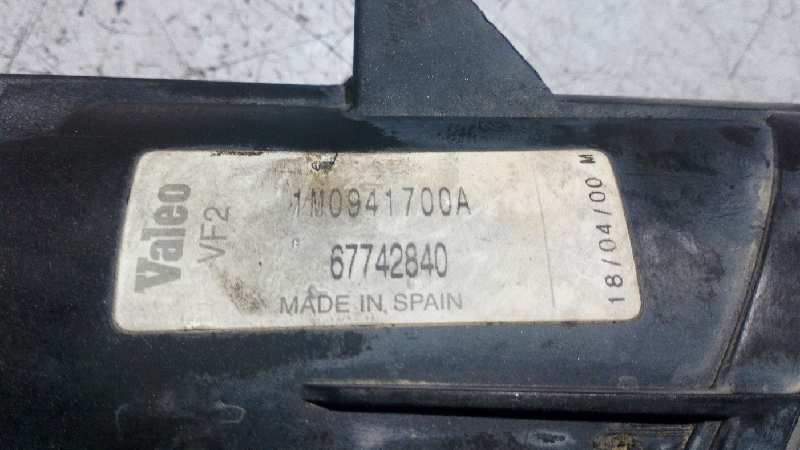 Valeo
VF2
1M0941700A
67742840
MADE IN SPAIN
18/04/00 M